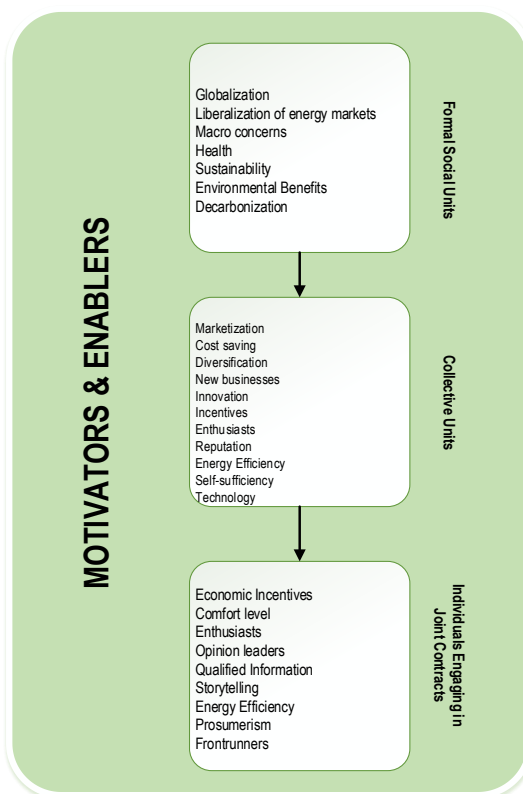 MOTIVATORS & ENABLERS
Formal Social Units
Globalization
Liberalization of energy markets
Macro concerns
Health
Sustainability
Environmental Benefits
Decarbonization
Collective Units
Marketization
Cost saving
Diversification
New businesses
Innovation
Incentives
Enthusiasts
Reputation
Energy Efficiency
Self-sufficiency
Technology
Individuals Engaging in
Joint Contracts
Economic Incentives
Comfort level
Enthusiasts
Opinion leaders
Qualified Information
Storytelling
Energy Efficiency
Prosumerism
Frontrunners